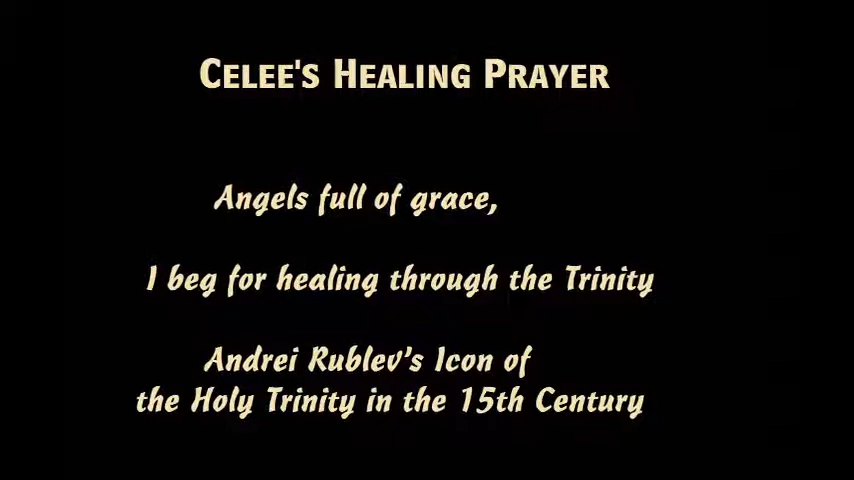 CELEE'S HEALING PRAYER
Angels full of grace,
I beg for healing through the Trinity
Andrei Rublev’s Icon of
the Holy Trinity in the 15th Century